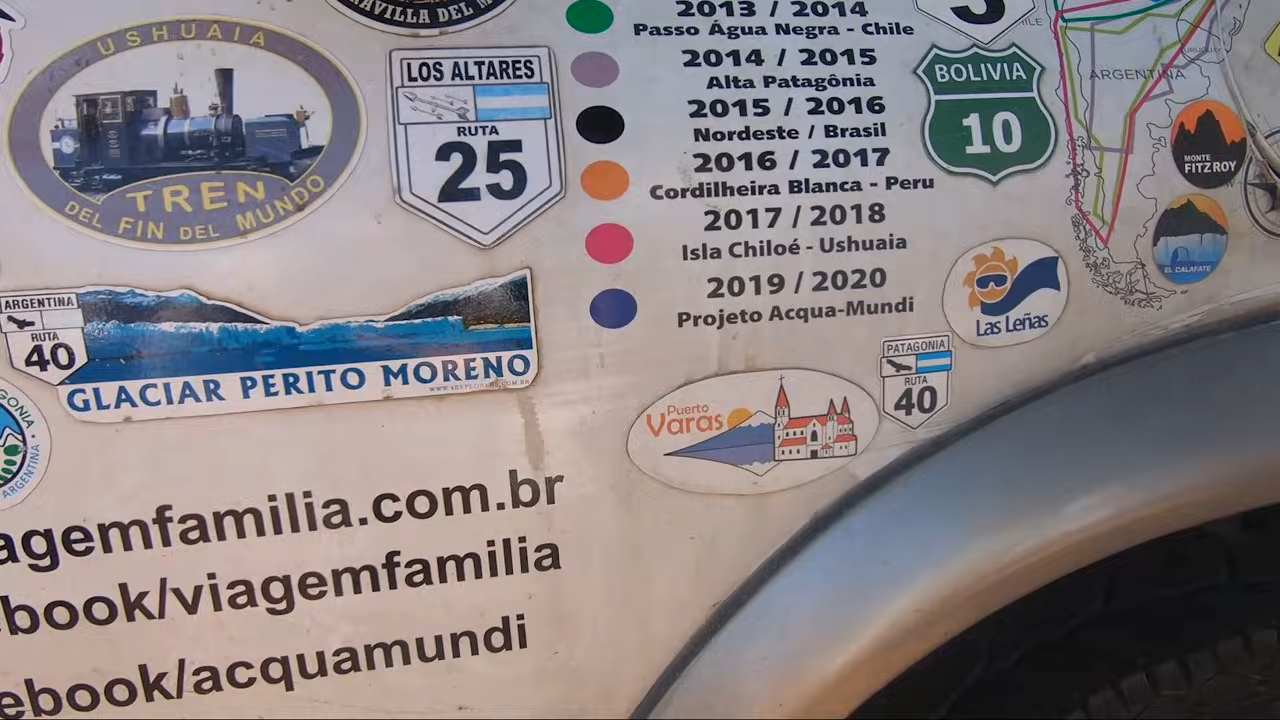 USHUAIA
TREN
DEL FIN DEL MUNDO
LOS ALTARES
RUTA
25
2013 / 2014
Passo Água Negra - Chile
2014 / 2015
Alta Patagônia
2015 / 2016
Nordeste / Brasil
2016 / 2017
Cordilheira Blanca - Peru
2017 / 2018
Isla Chiloé - Ushuaia
2019 / 2020
Projeto Acqua-Mundi
BOLIVIA
10
ARGENTINA
URUGUAY
MONTE
FITZ ROY
EL CALAFATE
Las Leñas
ARGENTINA
RUTA
40
GLACIAR PERITO MORENO
PATAGONIA
RUTA
40
Puerto
Varas
ARGENTINA
agemfamilia.com.br
ebook/viagemfamilia
ebook/acquamundi